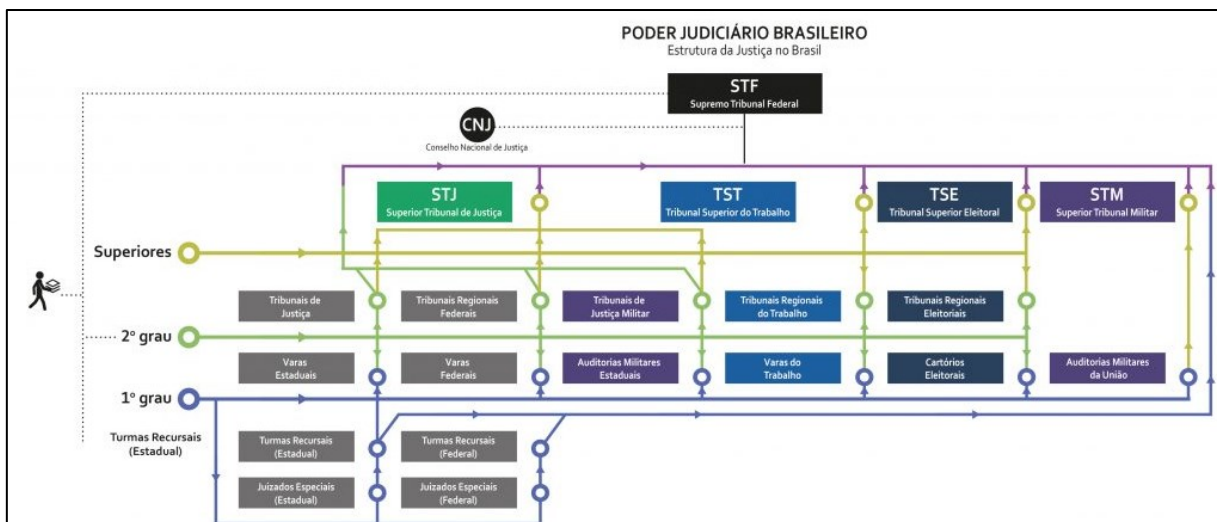 PODER JUDICIÁRIO BRASILEIRO
Estrutura da Justiça no Brasil
STF
Supremo Tribunal Federal
CNJ
Conselho Nacional de Justiça
STJ
Superior Tribunal de Justiça
TST
Tribunal Superior do Trabalho
TSE
Tribunal Superior Eleitoral
STM
Superior Tribunal Militar
Superiores
Tribunais de
Justiça
Tribunais Regionais
Federais
Tribunais de
Justiça Militar
Tribunais Regionais
do Trabalho
Tribunais Regionais
Eleitoriais
2º grau
Varas
Estaduais
Varas
Federais
Auditorias Militares
Estaduais
Varas do
Trabalho
Cartórios
Eleitorais
Auditorias Militares
da União
1º grau
Turmas Recursais
(Estadual)
Turmas Recursais
(Estadual)
Turmas Recursais
(Federal)
Juizados Especiais
(Estadual)
Juizados Especiais
(Federal)